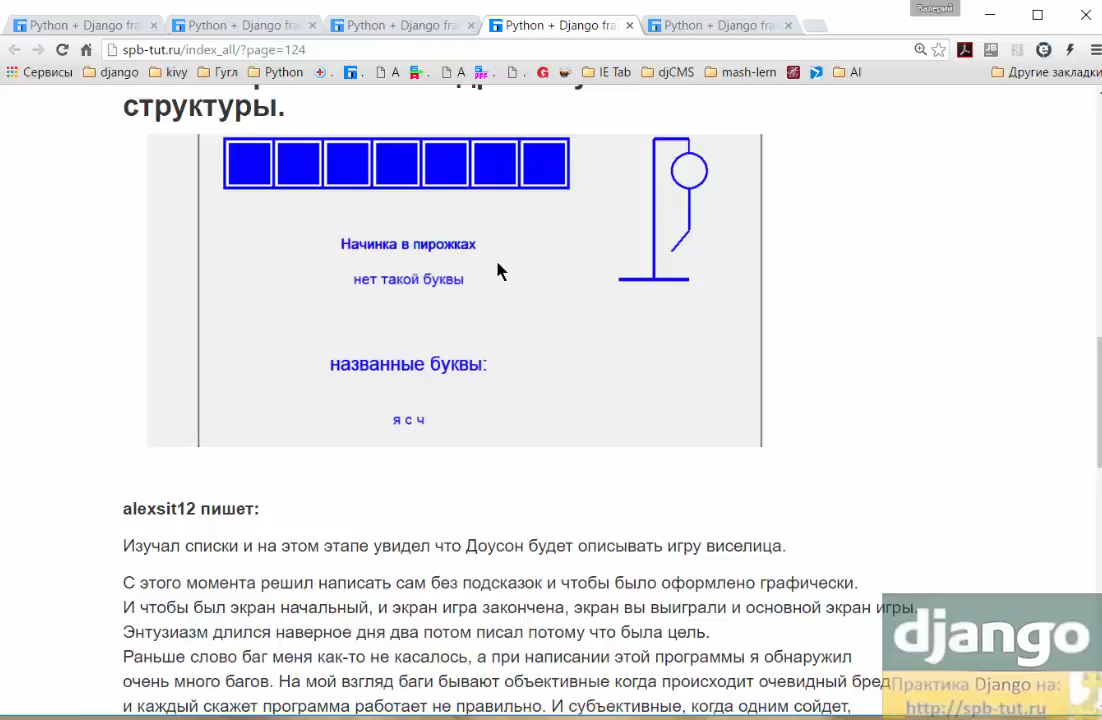 Валерий
Python + Django fra
Python + Django fra
Python + Django fra
Python + Django fra
Python + Django fra
spb-tut.ru/index_all/?page=124
Сервисы django kivy Гугл Python A A G IE Tab djCMS mash-lern AI Другие закладки
структуры.
Начинка в пирожках
нет такой буквы
названные буквы:
я с ч
alexsit12 пишет:
Изучал списки и на этом этапе увидел что Доусон будет описывать игру виселица.
С этого момента решил написать сам без подсказок и чтобы было оформлено графически.
И чтобы был экран начальный, и экран игра закончена, экран вы выиграли и основной экран игры.
Энтузиазм длился наверное дня два потом писал потому что была цель.
Раньше слово баг меня как-то не касалось, а при написании этой программы я обнаружил
очень много багов. На мой взгляд баги бывают объективные когда происходит очевидный бред
и каждый скажет программа работает не правильно. И субъективные, когда одним сойдет,
django
Практика Django на:
http://spb-tut.ru